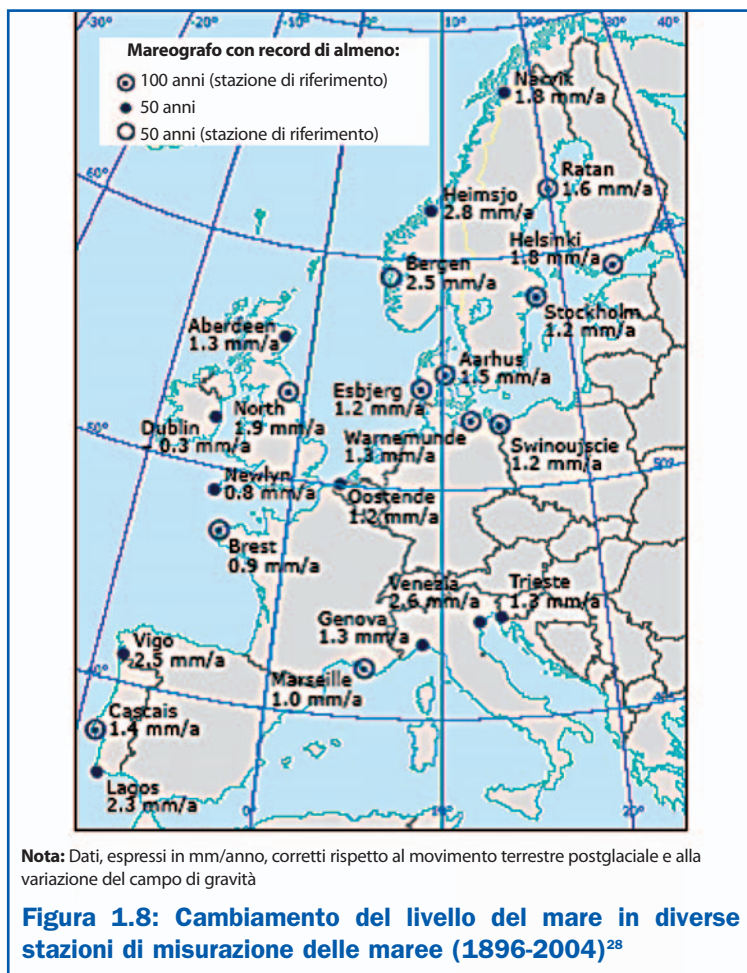 -30°
-20°
-10°
0°
10°
20°
30°
40°
Mareografo con record di almeno:
100 anni (stazione di riferimento)
50 anni
50 anni (stazione di riferimento)
Narvik
1.8 mm/a
60°
Ratan
1.6 mm/a
Heimsjo
2.8 mm/a
Helsinki
1.8 mm/a
Bergen
2.5 mm/a
Stockholm
1.2 mm/a
Aberdeen
1.3 mm/a
Aarhus
1.5 mm/a
Esbjerg
1.2 mm/a
North
1.9 mm/a
Dublin
- 0.3 mm/a
Warnemunde
1.3 mm/a
Swinoujscie
1.2 mm/a
50°
50°
Newlyn
0.8 mm/a
Oostende
1.2 mm/a
Brest
0.9 mm/a
Venezia
2.6 mm/a
Trieste
1.3 mm/a
Genova
1.3 mm/a
Vigo
2.5 mm/a
Marseille
1.0 mm/a
40°
40°
Cascais
1.4 mm/a
Lagos
2.3 mm/a
0°
10°
20°
Nota: Dati, espressi in mm/anno, corretti rispetto al movimento terrestre postglaciale e alla
variazione del campo di gravità
Figura 1.8: Cambiamento del livello del mare in diverse
stazioni di misurazione delle maree (1896-2004)28